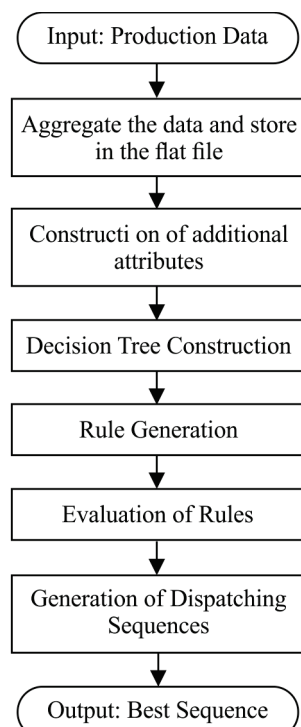 Input: Production Data
Aggregate the data and store
in the flat file
Constructi on of additional
attributes
Decision Tree Construction
Rule Generation
Evaluation of Rules
Generation of Dispatching
Sequences
Output: Best Sequence